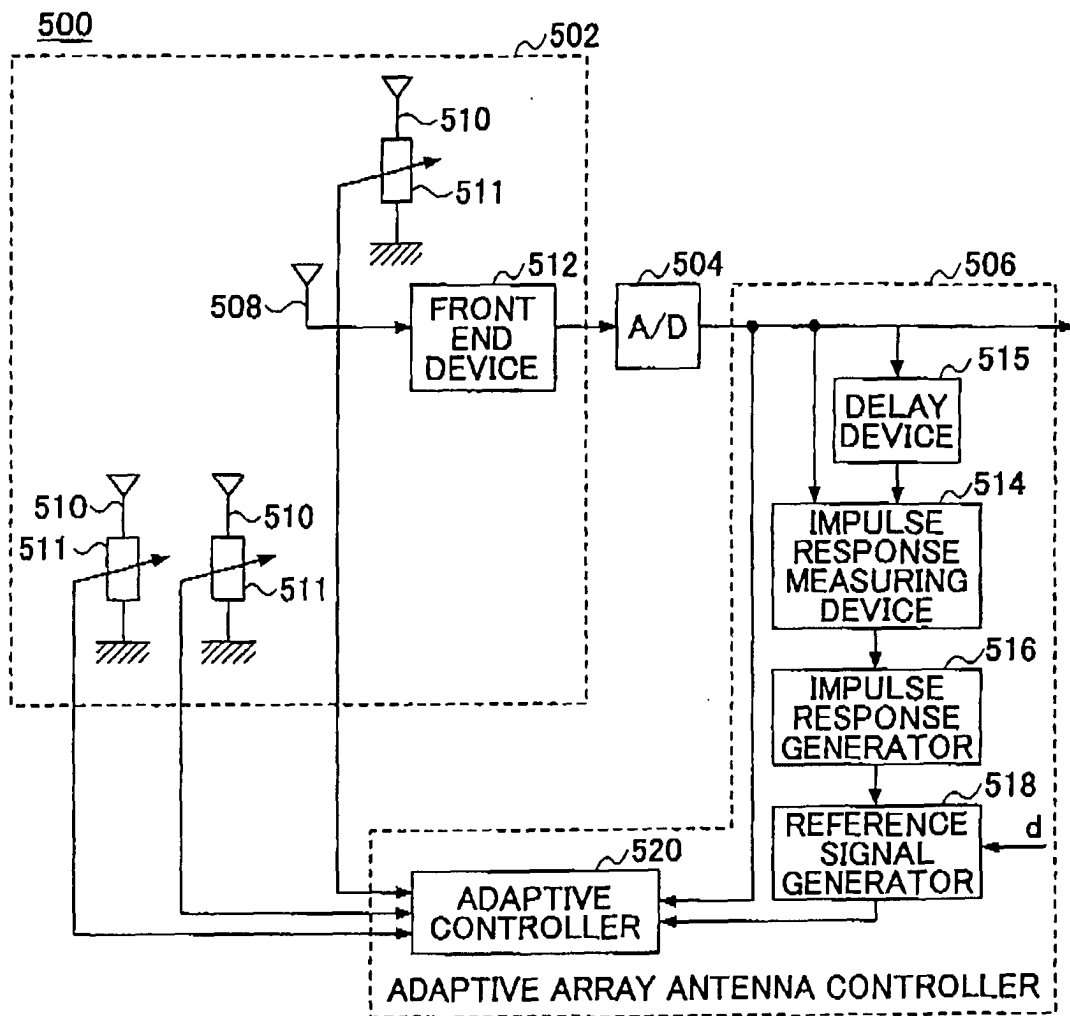 500
502
510
511
508
512
FRONT
END
DEVICE
504
A/D
506
515
DELAY
DEVICE
510
511
510
511
514
IMPULSE
RESPONSE
MEASURING
DEVICE
516
IMPULSE
RESPONSE
GENERATOR
518
REFERENCE
SIGNAL
GENERATOR
d
520
ADAPTIVE
CONTROLLER
ADAPTIVE ARRAY ANTENNA CONTROLLER